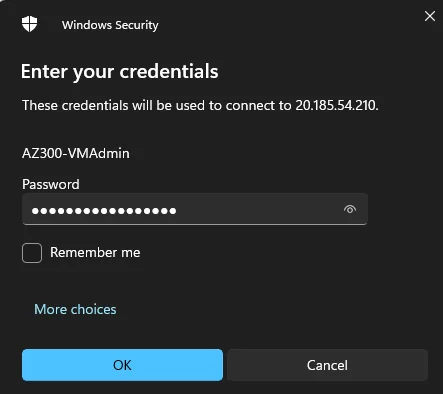 Windows Security
Enter your credentials
These credentials will be used to connect to 20.185.54.210.
AZ300-VMAdmin
Password
●●●●●●●●●●●●●●●●●
Remember me
More choices
OK
Cancel